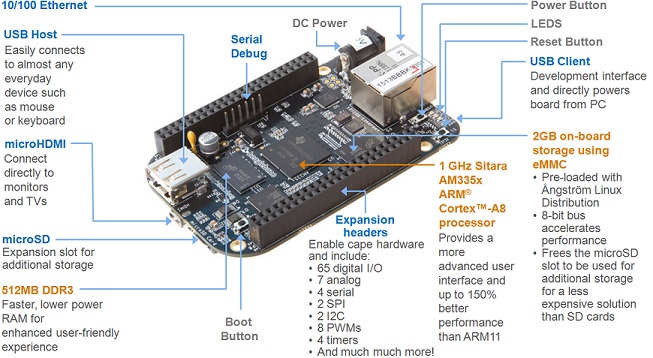 10/100 Ethernet
DC Power
Power Button
LEDS
Reset Button
USB Host
Easily connects
to almost any
everyday
device such
as mouse
or keyboard
Serial
Debug
USB Client
Development interface
and directly powers
board from PC
microHDMI
Connect
directly to
monitors
and TVs
microSD
Expansion slot for
additional storage
512MB DDR3
Faster, lower power
RAM for
enhanced user-friendly
experience
Boot
Button
Expansion
headers
Enable cape hardware
and include:
• 65 digital I/O
• 7 analog
• 4 serial
• 2 SPI
• 2 I2C
• 8 PWMs
• 4 timers
• And much much more!
1 GHz Sitara
AM335x
ARM®
Cortex™-A8
processor
Provides a
more
advanced user
interface and
up to 150%
better
performance
than ARM11
2GB on-board
storage using
eMMC
• Pre-loaded with
Ångström Linux
Distribution
• 8-bit bus
accelerates
performance
• Frees the microSD
slot to be used for
additional storage
for a less
expensive solution
than SD cards
5V